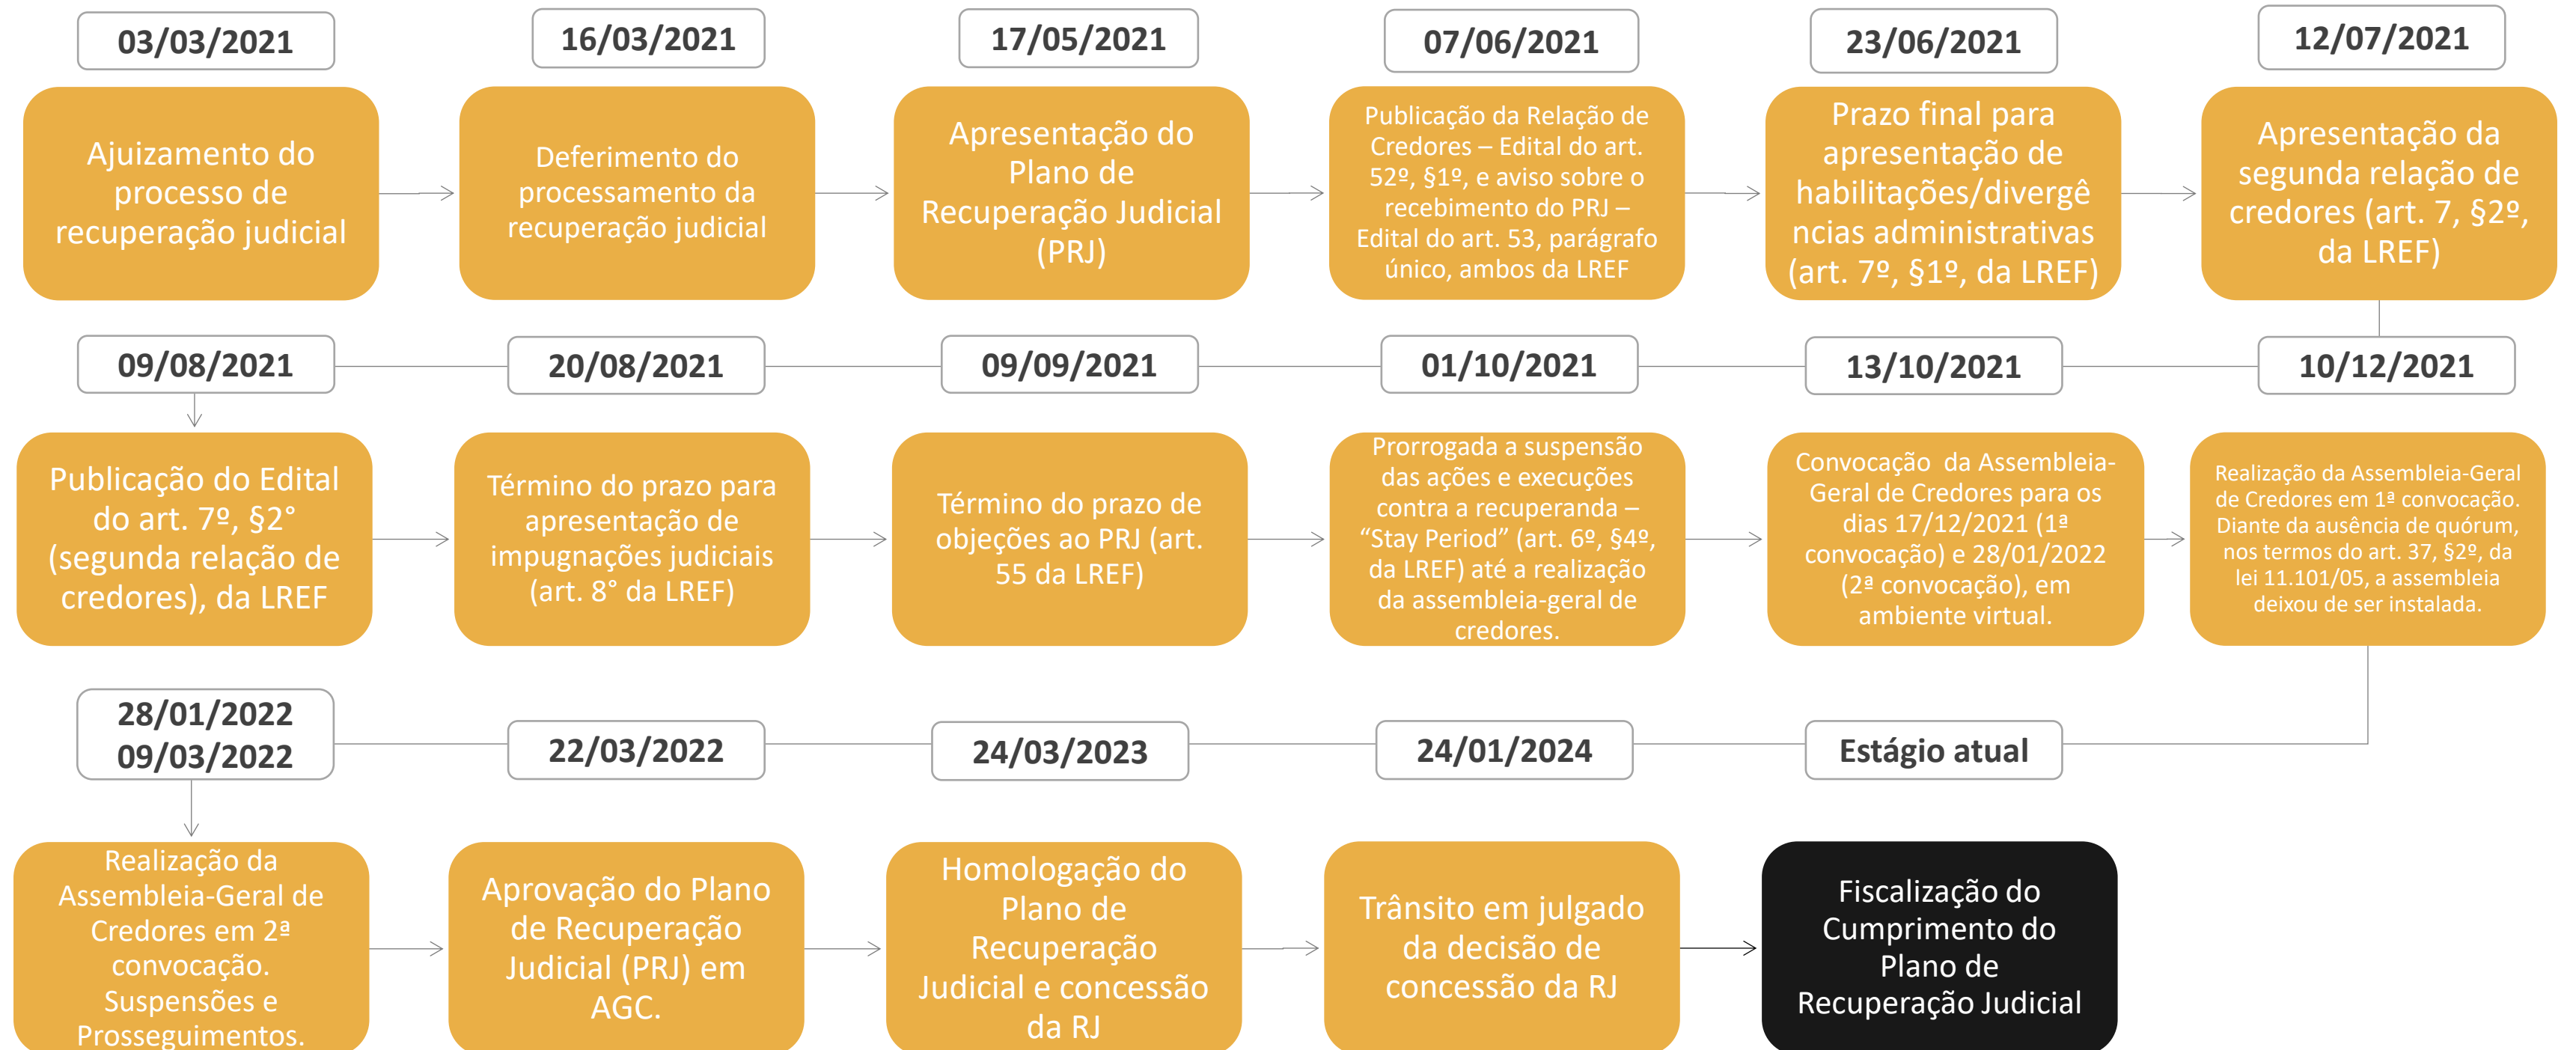 03/03/2021
Ajuizamento do
processo de
recuperação judicial
16/03/2021
Deferimento do
processamento da
recuperação judicial
17/05/2021
Apresentação do
Plano de
Recuperação Judicial
(PRJ)
07/06/2021
Publicação da Relação de
Credores – Edital do art.
52º, §1º, e aviso sobre o
recebimento do PRJ –
Edital do art. 53, parágrafo
único, ambos da LREF
23/06/2021
Prazo final para
apresentação de
habilitações/divergê
ncias administrativas
(art. 7º, §1º, da LREF)
12/07/2021
Apresentação da
segunda relação de
credores (art. 7, §2º,
da LREF)
09/08/2021
Publicação do Edital
do art. 7º, §2°
(segunda relação de
credores), da LREF
20/08/2021
Término do prazo para
apresentação de
impugnações judiciais
(art. 8° da LREF)
09/09/2021
Término do prazo de
objeções ao PRJ (art.
55 da LREF)
01/10/2021
Prorrogada a suspensão
das ações e execuções
contra a recuperanda –
“Stay Period” (art. 6º, §4º,
da LREF) até a realização
da assembleia-geral de
credores.
13/10/2021
Convocação da Assembleia-
Geral de Credores para os
dias 17/12/2021 (1ª
convocação) e 28/01/2022
(2ª convocação), em
ambiente virtual.
10/12/2021
Realização da Assembleia-Geral
de Credores em 1ª convocação.
Diante da ausência de quórum,
nos termos do art. 37, §2º, da
lei 11.101/05, a assembleia
deixou de ser instalada.
28/01/2022
09/03/2022
Realização da
Assembleia-Geral de
Credores em 2ª
convocação.
Suspensões e
Prosseguimentos.
22/03/2022
Aprovação do Plano
de Recuperação
Judicial (PRJ) em
AGC.
24/03/2023
Homologação do
Plano de
Recuperação
Judicial e concessão
da RJ
24/01/2024
Trânsito em julgado
da decisão de
concessão da RJ
Estágio atual
Fiscalização do
Cumprimento do
Plano de
Recuperação Judicial